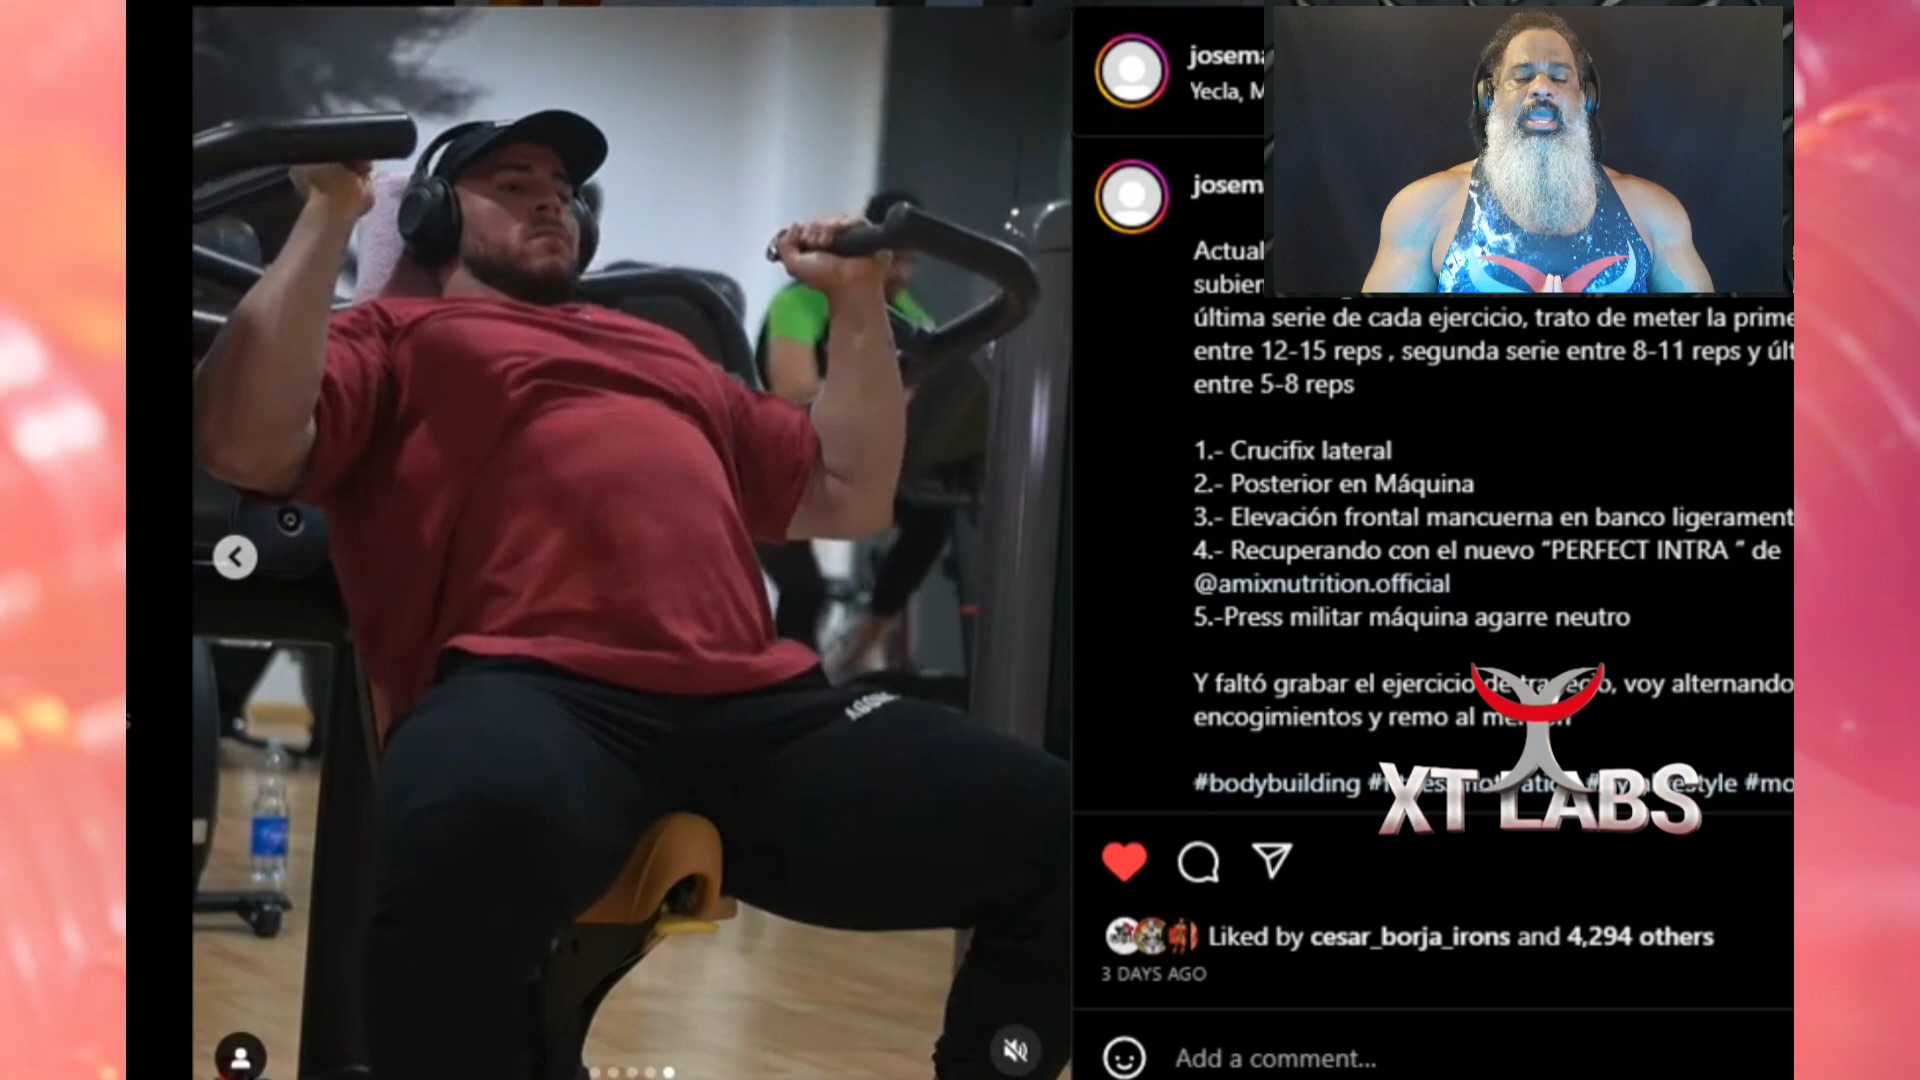 josema
Yecla, M
josem
Actual
subien
última serie de cada ejercicio, trato de meter la prime
entre 12-15 reps , segunda serie entre 8-11 reps y últ
entre 5-8 reps
1.- Crucifix lateral
2.- Posterior en Máquina
3.- Elevación frontal mancuerna en banco ligerament
4.- Recuperando con el nuevo “PERFECT INTRA ” de
@amixnutrition.official
5.-Press militar máquina agarre neutro
Y faltó grabar el ejercicio de, voy alternando
encogimientos y remo al
#bodybuilding #mo
XT LABS
Liked by cesar_borja_irons and 4,294 others
3 DAYS AGO
Add a comment...